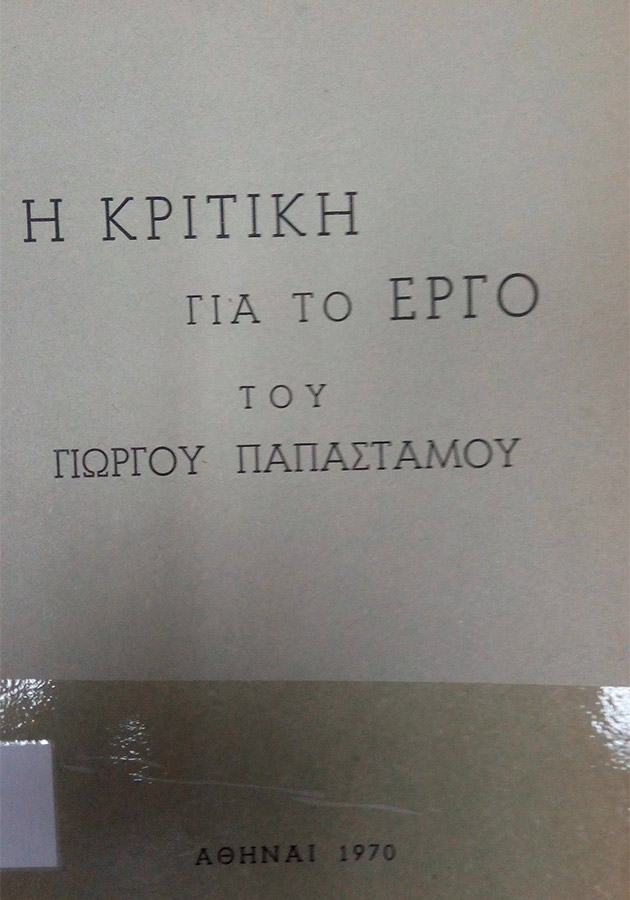 Η ΚΡΙΤΙΚΗ
ΓΙΑ ΤΟ ΕΡΓΟ
ΤΟΥ
ΓΙΩΡΓΟΥ ΠΑΠΑΣΤΑΜΟΥ
ΑΘΗΝΑΙ 1970